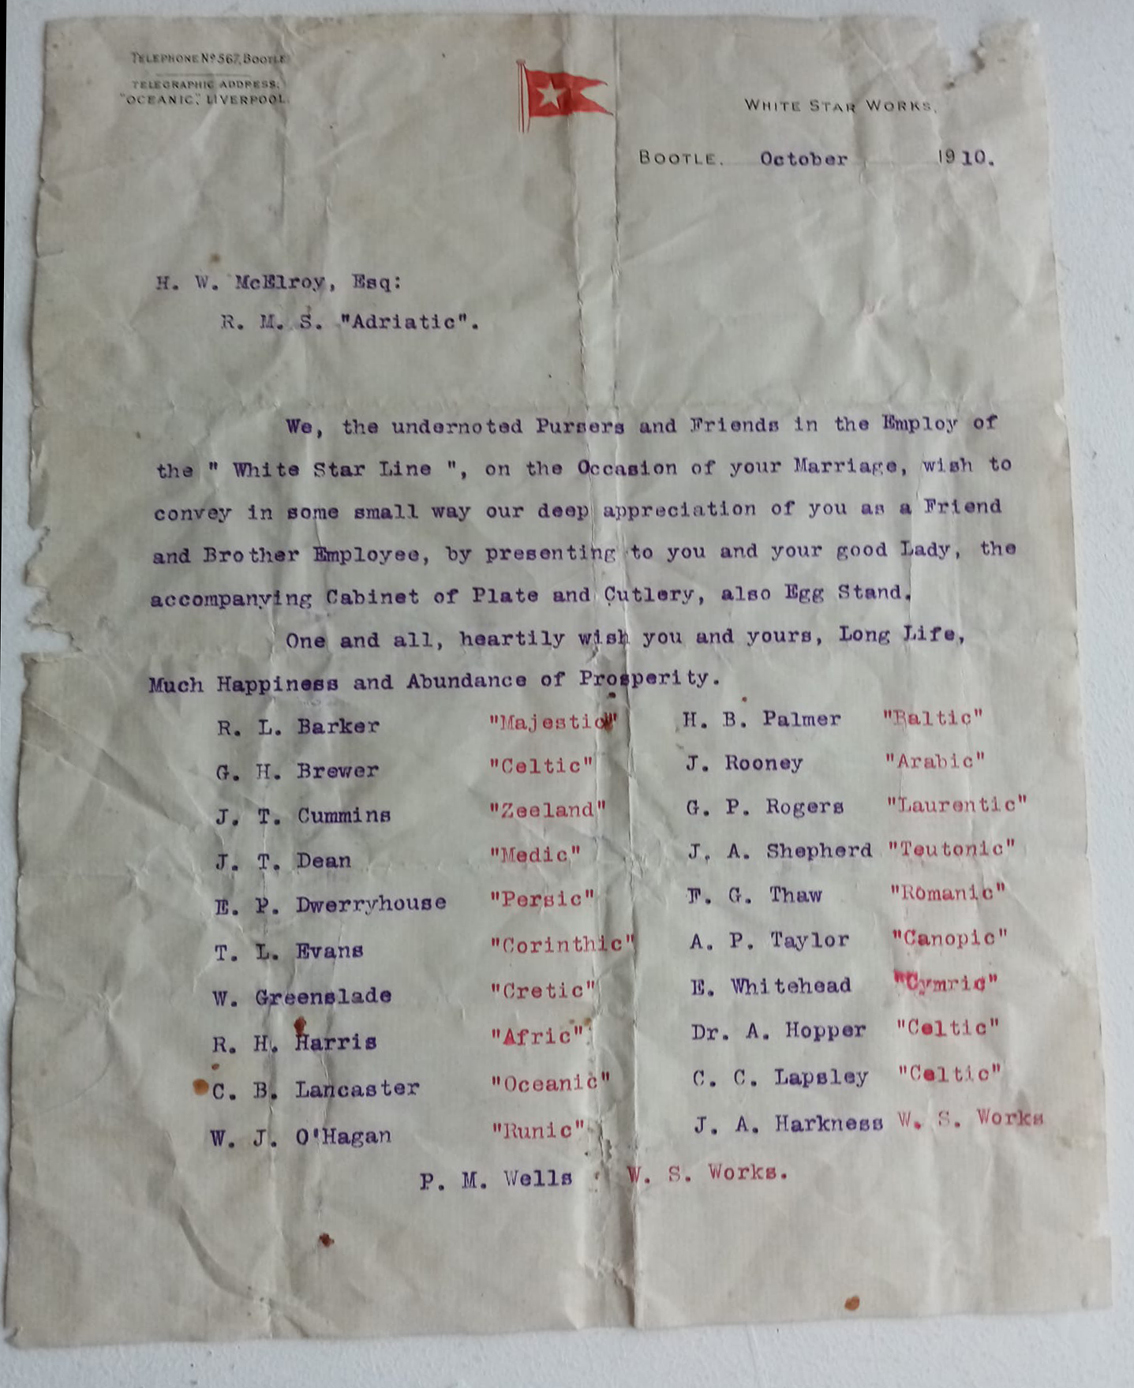 TELEPHONE No 567, BOOTLE
TELEGRAPHIC ADDRESS:
"OCEANIC," LIVERPOOL.
WHITE STAR WORKS,
BOOTLE. October 1910.
H. W. McElroy, Esq:
R. M. S. "Adriatic".
We, the undernoted Pursers and Friends in the Employ of
the " White Star Line ", on the Occasion of your Marriage, wish to
convey in some small way our deep appreciation of you as a Friend
and Brother Employee, by presenting to you and your good Lady, the
accompanying Cabinet of Plate and Cutlery, also Egg Stand.
One and all, heartily wish you and yours, Long Life,
Much Happiness and Abundance of Prosperity.
R. L. Barker "Majestic" H. B. Palmer "Baltic"
G. H. Brewer "Celtic" J. Rooney "Arabic"
J. T. Cummins "Zeeland" G. P. Rogers "Laurentic"
J. T. Dean "Medic" J. A. Shepherd "Teutonic"
E. P. Dwerryhouse "Persic" F. G. Thaw "Romanic"
T. L. Evans "Corinthic" A. P. Taylor "Canopic"
W. Greenslade "Cretic" E. Whitehead "Cymric"
R. H. Harris "Afric" Dr. A. Hopper "Celtic"
C. B. Lancaster "Oceanic" C. C. Lapsley "Celtic"
W. J. O'Hagan "Runic" J. A. Harkness W. S. Works
P. M. Wells W. S. Works.